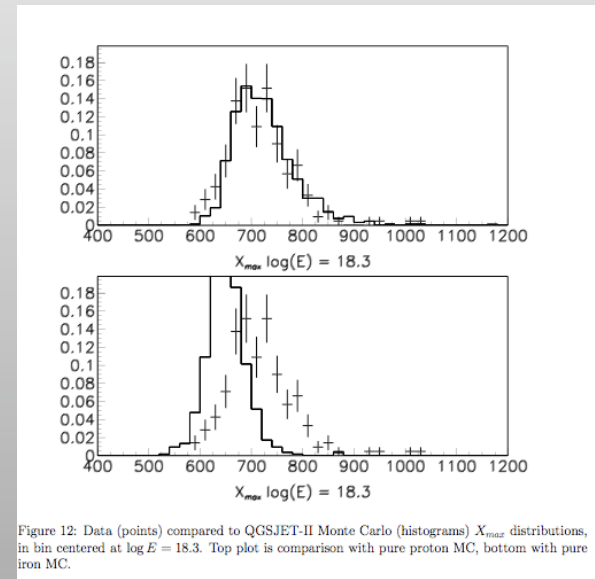 0.18
0.16
0.14
0.12
0.1
0.08
0.06
0.04
0.02
0
400 500 600 700 800 900 1000 1100 1200
Xmax log(E) = 18.3
0.18
0.16
0.14
0.12
0.1
0.08
0.06
0.04
0.02
0
400 500 600 700 800 900 1000 1100 1200
Xmax log(E) = 18.3
Figure 12: Data (points) compared to QGSJET-II Monte Carlo (histograms) Xmax distributions,
in bin centered at log E = 18.3. Top plot is comparison with pure proton MC, bottom with pure
iron MC.